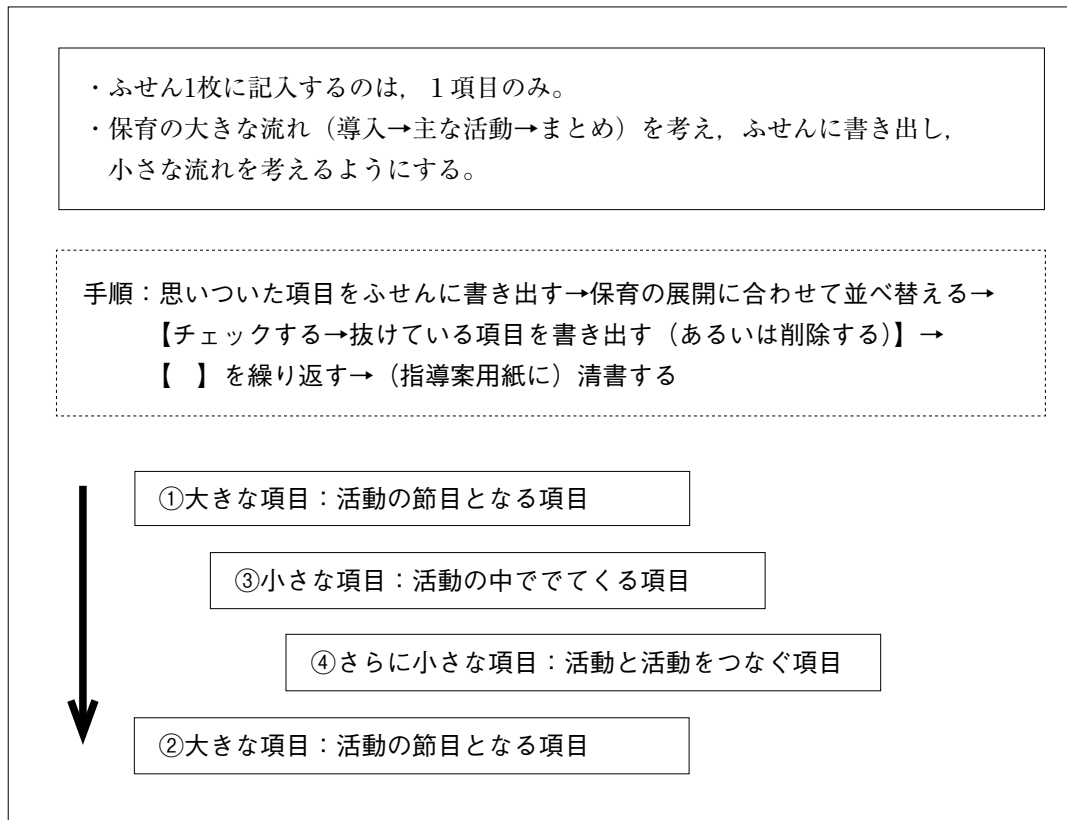 ・ふせん1枚に記入するのは，１項目のみ。
・保育の大きな流れ（導入→主な活動→まとめ）を考え，ふせんに書き出し，
小さな流れを考えるようにする。
手順：思いついた項目をふせんに書き出す→保育の展開に合わせて並べ替える→
【チェックする→抜けている項目を書き出す（あるいは削除する）】→
【　】を繰り返す→（指導案用紙に）清書する
①大きな項目：活動の節目となる項目
③小さな項目：活動の中ででてくる項目
④さらに小さな項目：活動と活動をつなぐ項目
②大きな項目：活動の節目となる項目